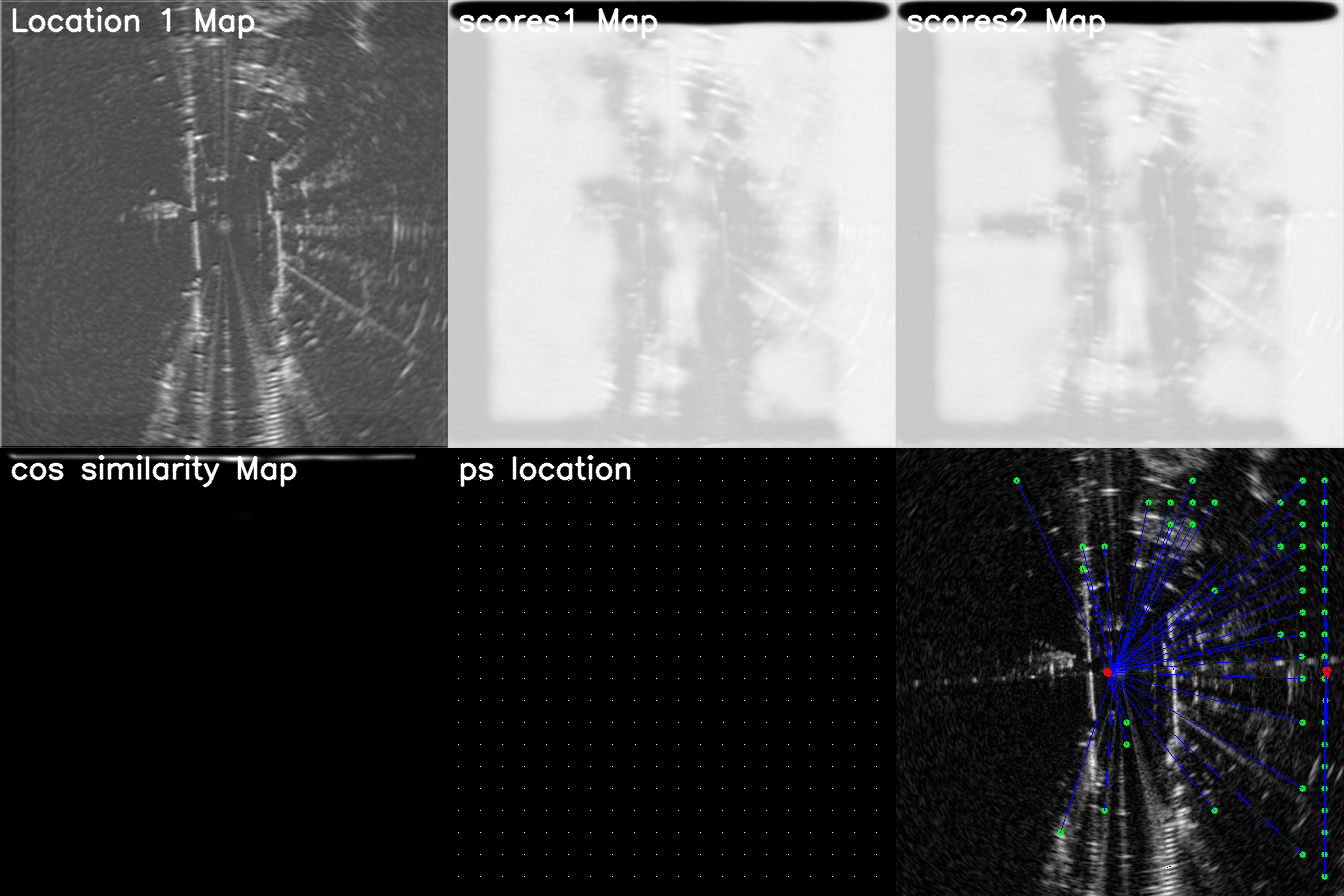 Location 1 Map
scores1 Map
scores2 Map
cos similarity Map
ps location